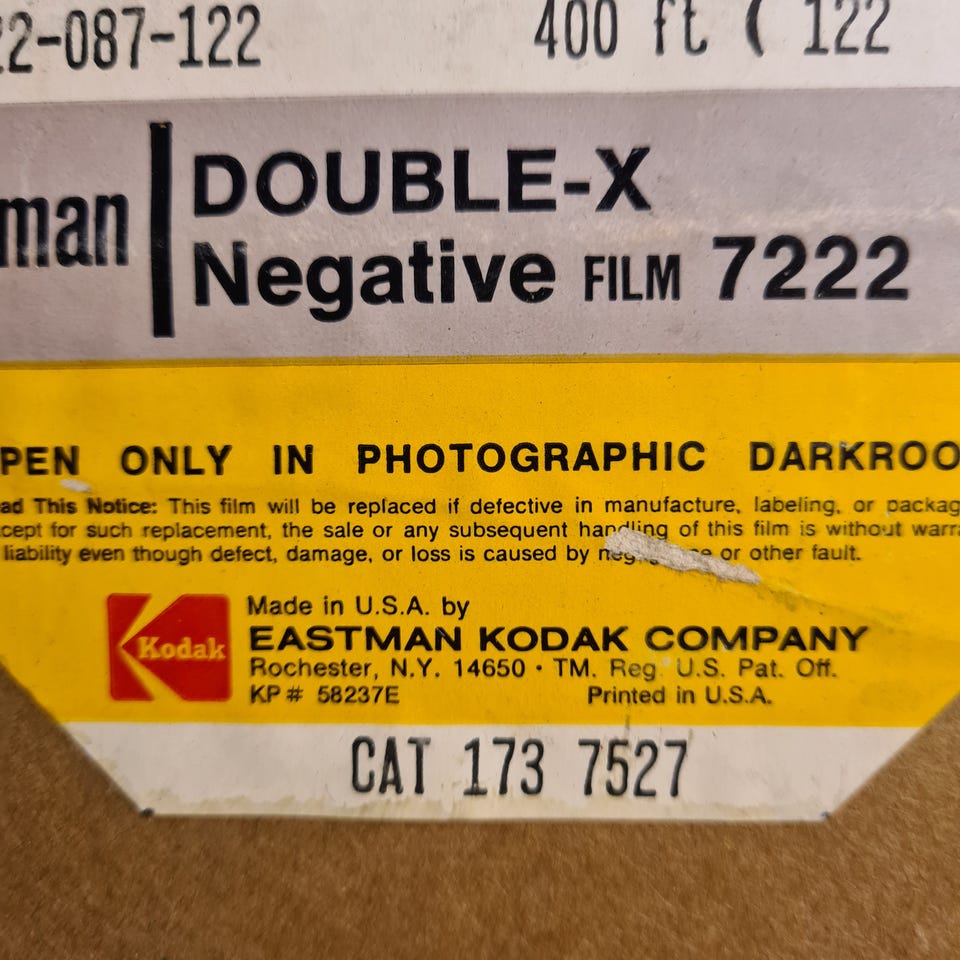 22-087-122 400 ft ( 122
man
DOUBLE-X
Negative FILM 7222
PEN ONLY IN PHOTOGRAPHIC DARKROO
ad This Notice: This film will be replaced if defective in manufacture, labeling, or packag
cept for such replacement, the sale or any subsequent handling of this film is without warra
liability even though defect, damage, or loss is caused by or other fault.
Kodak
Made in U.S.A. by
EASTMAN KODAK COMPANY
Rochester, N.Y. 14650 · TM. Reg. U.S. Pat. Off.
KP # 58237E Printed in U.S.A.
CAT 173 7527